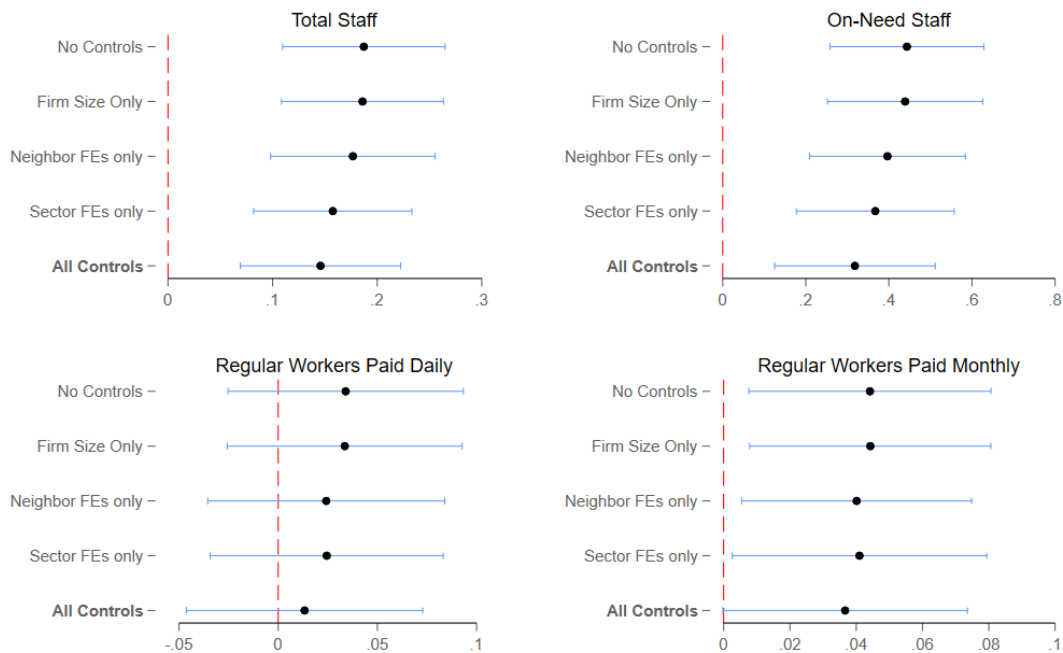 Total Staff
No Controls
Firm Size Only
Neighbor FEs only
Sector FEs only
All Controls
0 .1 .2 .3
On-Need Staff
No Controls
Firm Size Only
Neighbor FEs only
Sector FEs only
All Controls
0 .2 .4 .6 .8
Regular Workers Paid Daily
No Controls
Firm Size Only
Neighbor FEs only
Sector FEs only
All Controls
-.05 0 .05 .1
Regular Workers Paid Monthly
No Controls
Firm Size Only
Neighbor FEs only
Sector FEs only
All Controls
0 .02 .04 .06 .08 .1